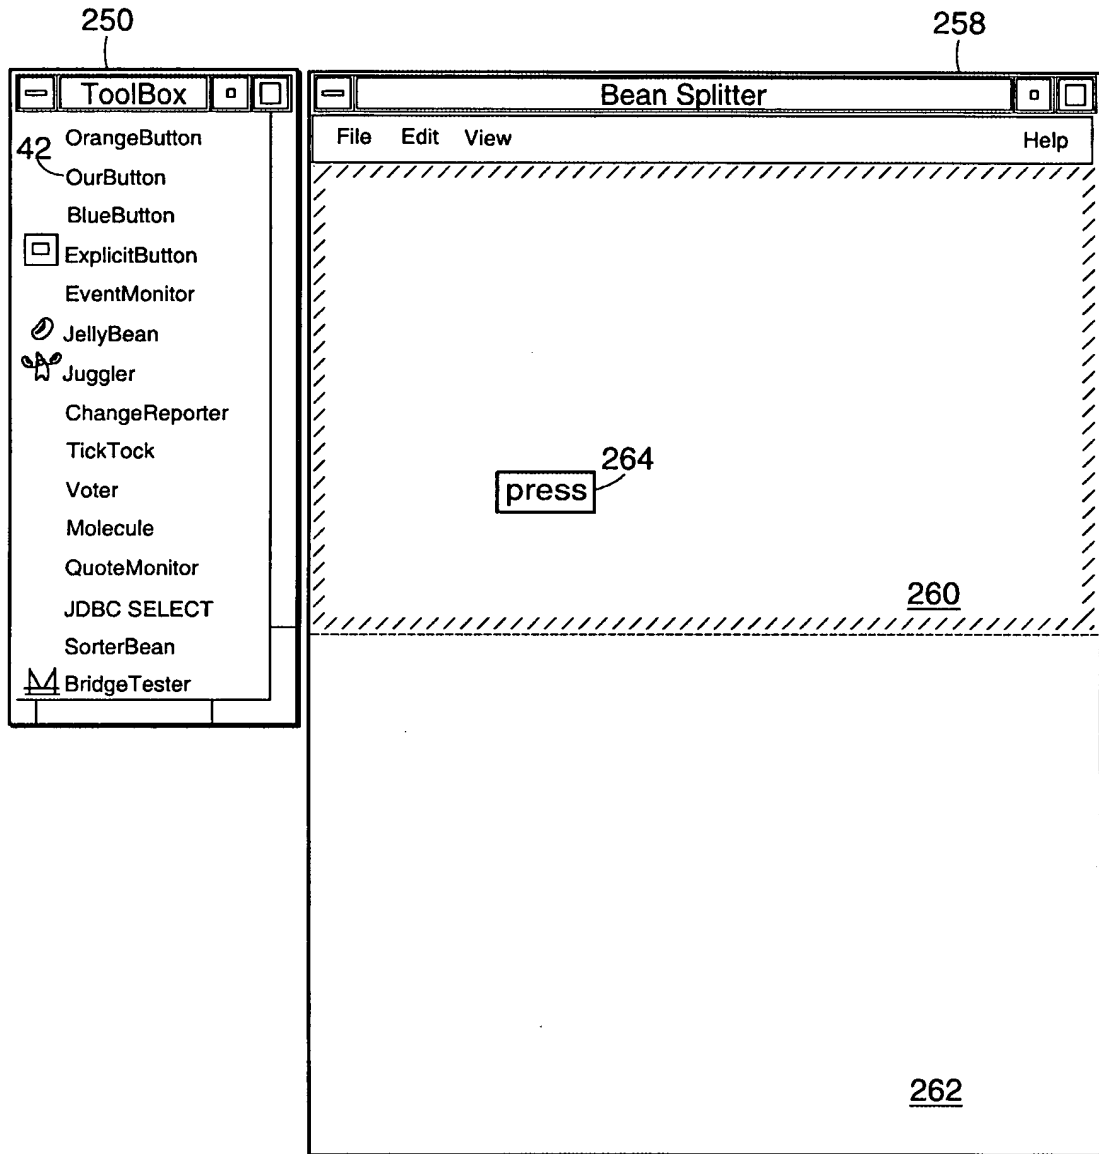 250
258
ToolBox
Bean Splitter
File Edit View Help
OrangeButton
42
OurButton
BlueButton
ExplicitButton
EventMonitor
JellyBean
Juggler
ChangeReporter
TickTock
Voter
Molecule
QuoteMonitor
JDBC SELECT
SorterBean
BridgeTester
press
264
260
262